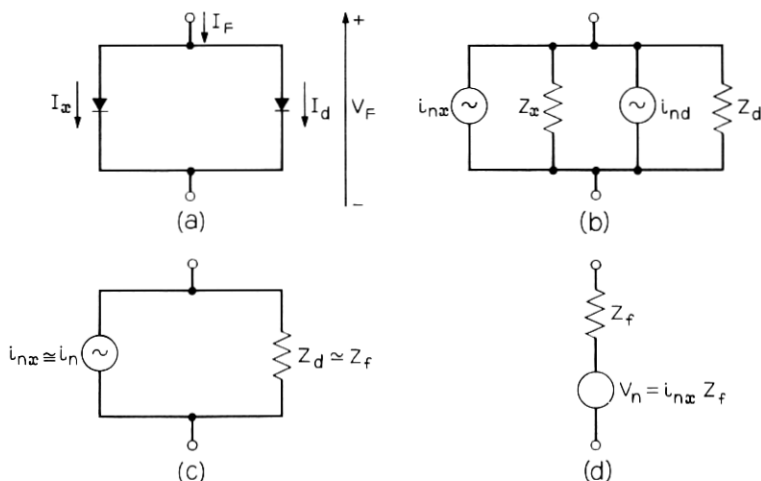 I_F
+
I_x
I_d
V_F
−
(a)
i_nx
~
Z_x
~
i_nd
Z_d
(b)
i_nx ≅ i_n
~
Z_d ≃ Z_f
(c)
Z_f
V_n = i_nx Z_f
(d)